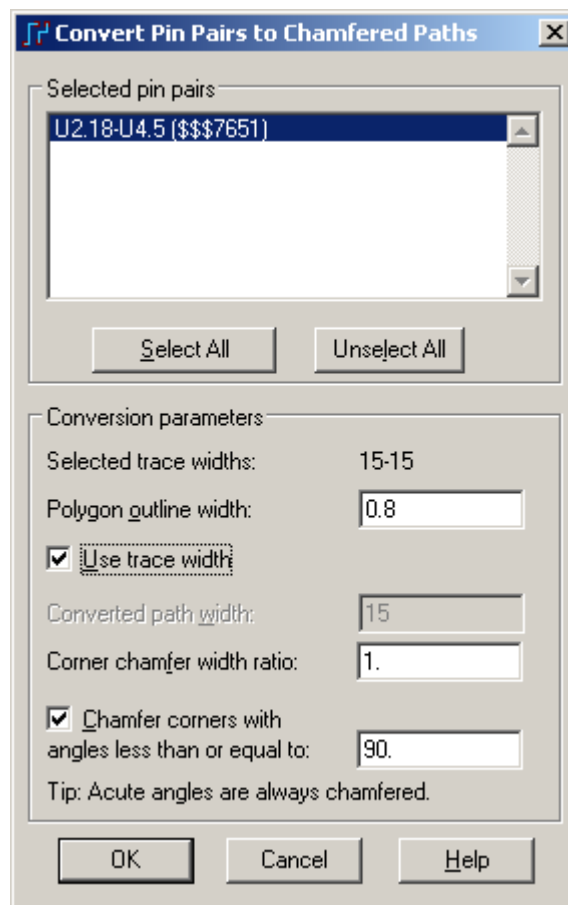 Convert Pin Pairs to Chamfered Paths
Selected pin pairs
U2.18-U4.5 ($$$7651)
Select All
Unselect All
Conversion parameters
Selected trace widths: 15-15
Polygon outline width: 0.8
Use trace width
Converted path width: 15
Corner chamfer width ratio: 1.
Chamfer corners with
angles less than or equal to: 90.
Tip: Acute angles are always chamfered.
OK
Cancel
Help